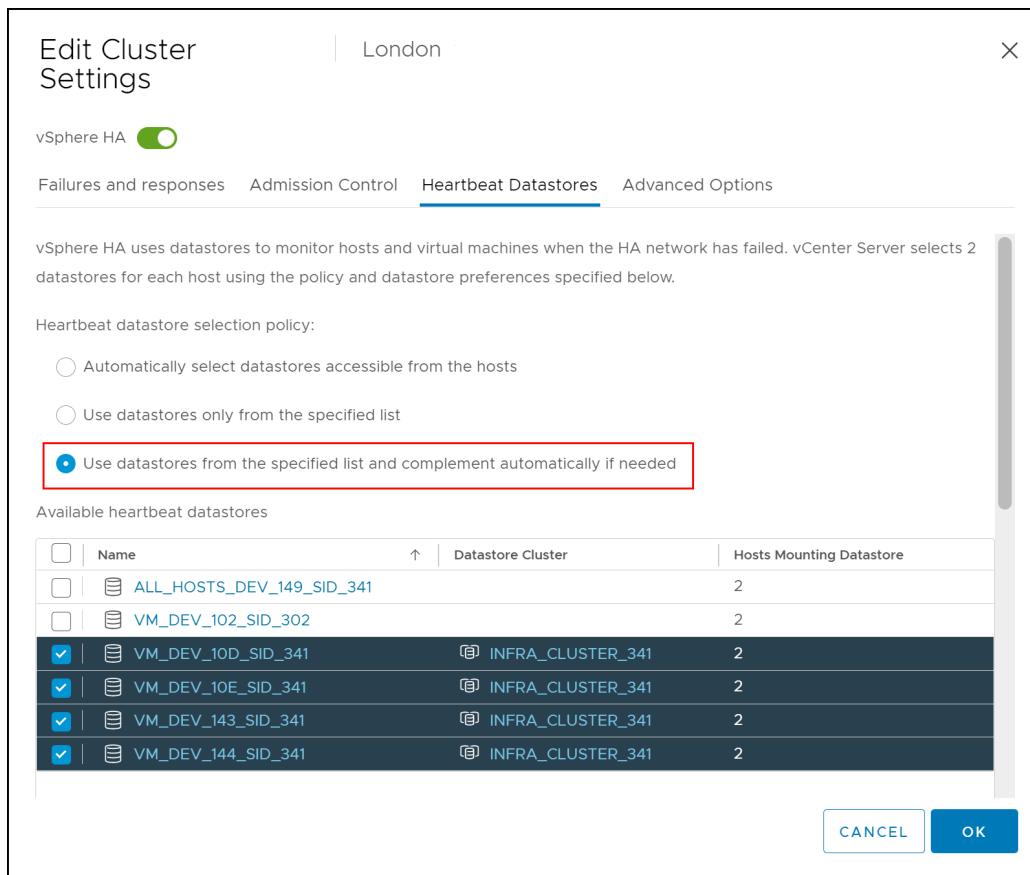 Edit Cluster Settings
London
vSphere HA
Failures and responses Admission Control Heartbeat Datastores Advanced Options
vSphere HA uses datastores to monitor hosts and virtual machines when the HA network has failed. vCenter Server selects 2
datastores for each host using the policy and datastore preferences specified below.
Heartbeat datastore selection policy:
Automatically select datastores accessible from the hosts
Use datastores only from the specified list
Use datastores from the specified list and complement automatically if needed
Available heartbeat datastores
Name Datastore Cluster Hosts Mounting Datastore
ALL_HOSTS_DEV_149_SID_341 2
VM_DEV_102_SID_302 2
VM_DEV_10D_SID_341 INFRA_CLUSTER_341 2
VM_DEV_10E_SID_341 INFRA_CLUSTER_341 2
VM_DEV_143_SID_341 INFRA_CLUSTER_341 2
VM_DEV_144_SID_341 INFRA_CLUSTER_341 2
CANCEL OK